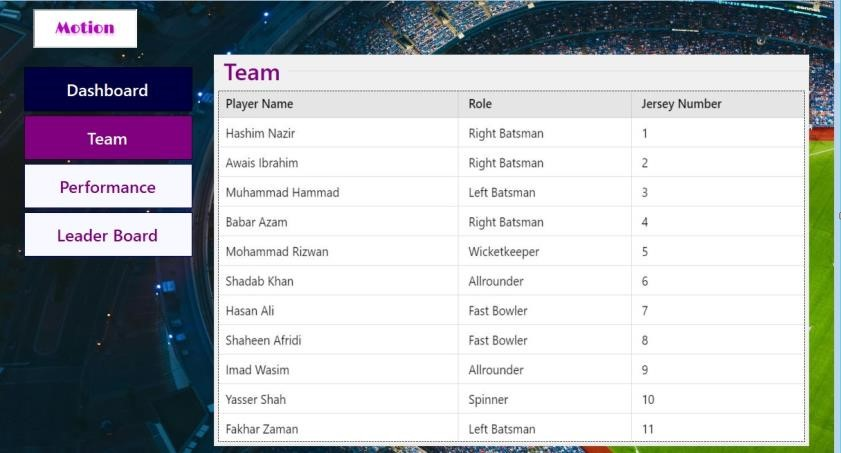 Motion
Dashboard
Team
Performance
Leader Board
Team
Player Name Role Jersey Number
Hashim Nazir Right Batsman 1
Awais Ibrahim Right Batsman 2
Muhammad Hammad Left Batsman 3
Babar Azam Right Batsman 4
Mohammad Rizwan Wicketkeeper 5
Shadab Khan Allrounder 6
Hasan Ali Fast Bowler 7
Shaheen Afridi Fast Bowler 8
Imad Wasim Allrounder 9
Yasser Shah Spinner 10
Fakhar Zaman Left Batsman 11